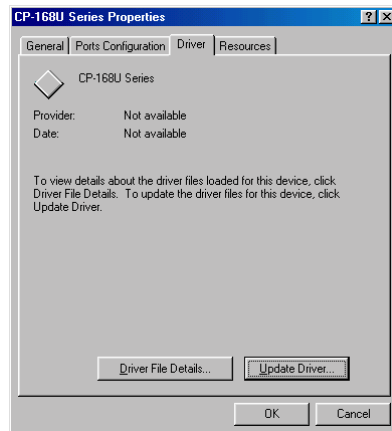 CP-168U Series Properties
General Ports Configuration Driver Resources
CP-168U Series
Provider: Not available
Date: Not available
To view details about the driver files loaded for this device, click
Driver File Details. To update the driver files for this device, click
Update Driver.
Driver File Details... Update Driver...
OK Cancel